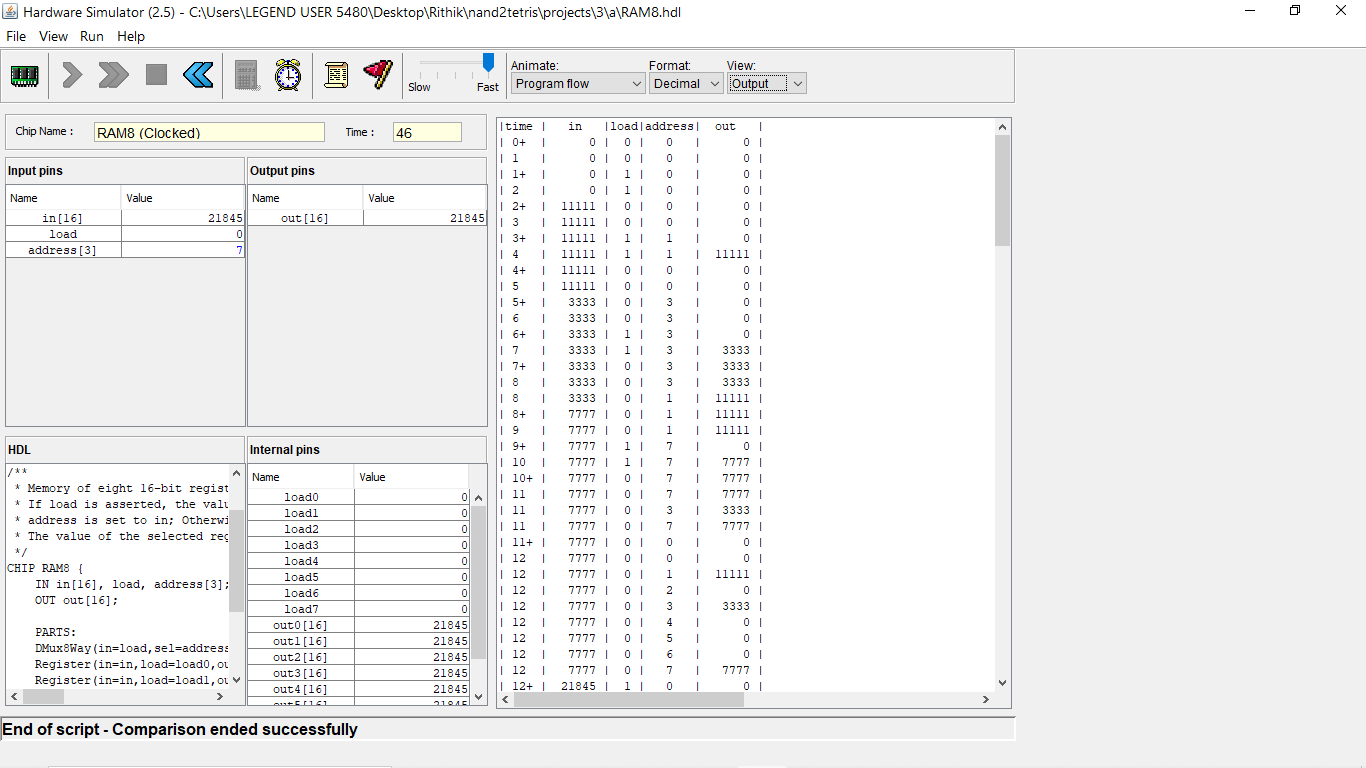 Hardware Simulator (2.5) - C:\Users\LEGEND USER 5480\Desktop\Rithik\nand2tetris\projects\3\a\RAM8.hdl
File View Run Help
Slow Fast
Animate: Format: View:
Program flow Decimal Output
Chip Name : RAM8 (Clocked) Time : 46
Input pins
Name Value
in[16] 21845
load 0
address[3] 7
Output pins
Name Value
out[16] 21845
HDL
/**
* Memory of eight 16-bit regist
* If load is asserted, the valu
* address is set to in; Otherwi
* The value of the selected reg
*/
CHIP RAM8 {
IN in[16], load, address[3];
OUT out[16];
PARTS:
DMux8Way(in=load,sel=address
Register(in=in,load=load0,ou
Register(in=in,load=load1,ou
Internal pins
Name Value
load0 0
load1 0
load2 0
load3 0
load4 0
load5 0
load6 0
load7 0
out0[16] 21845
out1[16] 21845
out2[16] 21845
out3[16] 21845
out4[16] 21845
out5[16] 21845
|time | in |load|address| out |
| 0+ | 0 | 0 | 0 | 0 |
| 1 | 0 | 0 | 0 | 0 |
| 1+ | 0 | 1 | 0 | 0 |
| 2 | 0 | 1 | 0 | 0 |
| 2+ | 11111 | 0 | 0 | 0 |
| 3 | 11111 | 0 | 0 | 0 |
| 3+ | 11111 | 1 | 1 | 0 |
| 4 | 11111 | 1 | 1 | 11111 |
| 4+ | 11111 | 0 | 0 | 0 |
| 5 | 11111 | 0 | 0 | 0 |
| 5+ | 3333 | 0 | 3 | 0 |
| 6 | 3333 | 0 | 3 | 0 |
| 6+ | 3333 | 1 | 3 | 0 |
| 7 | 3333 | 1 | 3 | 3333 |
| 7+ | 3333 | 0 | 3 | 3333 |
| 8 | 3333 | 0 | 3 | 3333 |
| 8 | 3333 | 0 | 1 | 11111 |
| 8+ | 7777 | 0 | 1 | 11111 |
| 9 | 7777 | 0 | 1 | 11111 |
| 9+ | 7777 | 1 | 7 | 0 |
| 10 | 7777 | 1 | 7 | 7777 |
| 10+ | 7777 | 0 | 7 | 7777 |
| 11 | 7777 | 0 | 7 | 7777 |
| 11 | 7777 | 0 | 3 | 3333 |
| 11 | 7777 | 0 | 7 | 7777 |
| 11+ | 7777 | 0 | 0 | 0 |
| 12 | 7777 | 0 | 0 | 0 |
| 12 | 7777 | 0 | 1 | 11111 |
| 12 | 7777 | 0 | 2 | 0 |
| 12 | 7777 | 0 | 3 | 3333 |
| 12 | 7777 | 0 | 4 | 0 |
| 12 | 7777 | 0 | 5 | 0 |
| 12 | 7777 | 0 | 6 | 0 |
| 12 | 7777 | 0 | 7 | 7777 |
| 12+ | 21845 | 1 | 0 | 0 |
End of script - Comparison ended successfully